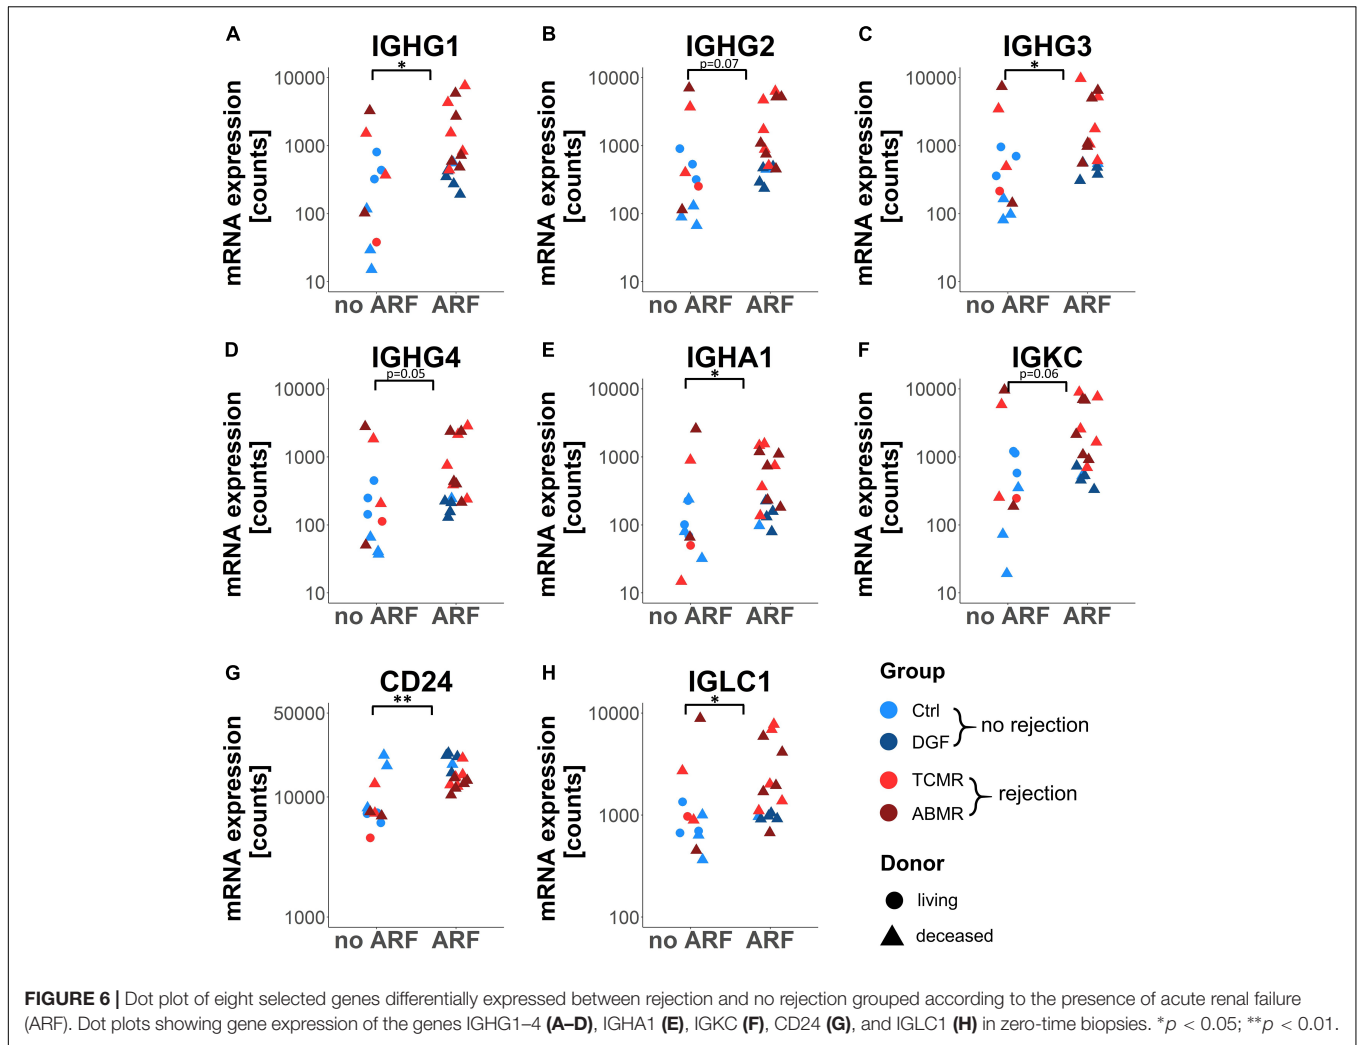 A
IGHG1
*
mRNA expression
[counts]
10000
1000
100
10
no ARF
ARF
B
IGHG2
p=0.07
mRNA expression
[counts]
10000
1000
100
10
no ARF
ARF
C
IGHG3
*
mRNA expression
[counts]
10000
1000
100
10
no ARF
ARF
D
IGHG4
p=0.05
mRNA expression
[counts]
10000
1000
100
10
no ARF
ARF
E
IGHA1
*
mRNA expression
[counts]
10000
1000
100
10
no ARF
ARF
F
IGKC
p=0.06
mRNA expression
[counts]
10000
1000
100
10
no ARF
ARF
G
CD24
**
mRNA expression
[counts]
50000
10000
1000
no ARF
ARF
H
IGLC1
*
mRNA expression
[counts]
10000
1000
100
no ARF
ARF
Group
Ctrl
DGF
no rejection
TCMR
ABMR
rejection
Donor
living
deceased
FIGURE 6 | Dot plot of eight selected genes differentially expressed between rejection and no rejection grouped according to the presence of acute renal failure
(ARF). Dot plots showing gene expression of the genes IGHG1–4 (A–D), IGHA1 (E), IGKC (F), CD24 (G), and IGLC1 (H) in zero-time biopsies. *p < 0.05; **p < 0.01.